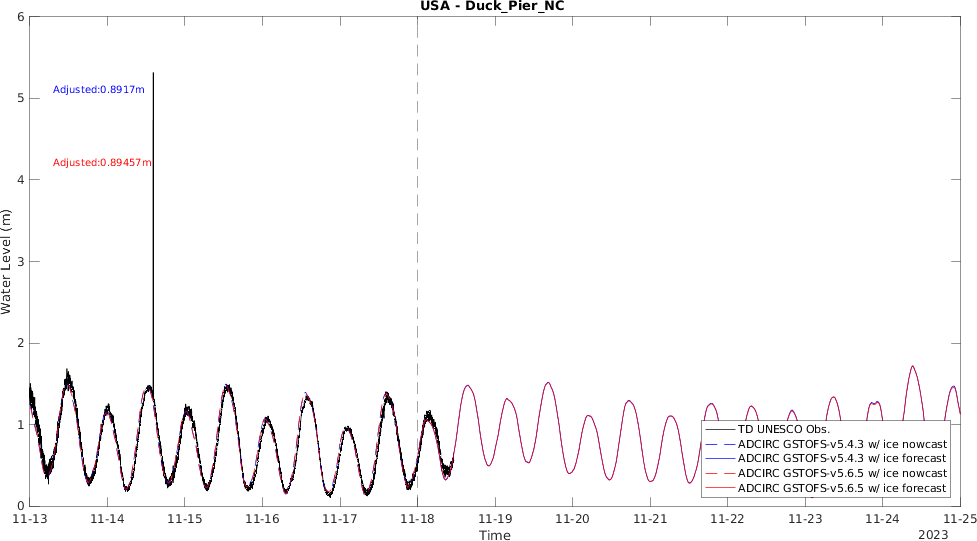 USA - Duck_Pier_NC
6
5
4
3
2
1
0
Water Level (m)
Adjusted:0.8917m
Adjusted:0.89457m
TD UNESCO Obs.
ADCIRC GSTOFS-v5.4.3 w/ ice nowcast
ADCIRC GSTOFS-v5.4.3 w/ ice forecast
ADCIRC GSTOFS-v5.6.5 w/ ice nowcast
ADCIRC GSTOFS-v5.6.5 w/ ice forecast
11-13 11-14 11-15 11-16 11-17 11-18 11-19 11-20 11-21 11-22 11-23 11-24 11-25
Time
2023